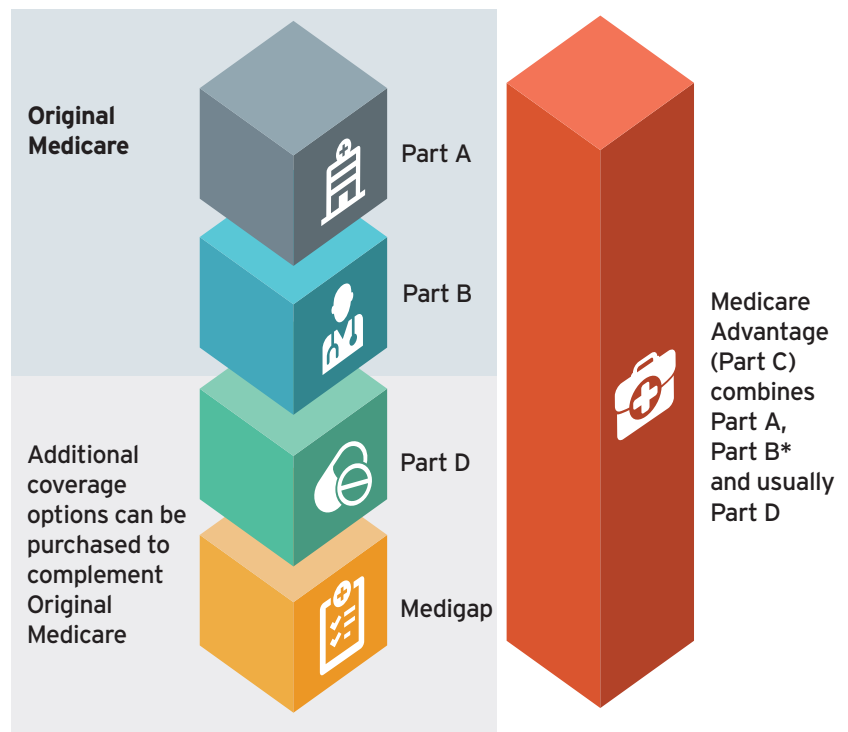 Original
Medicare
Part A
Part B
Additional
coverage
options can be
purchased to
complement
Original
Medicare
Part D
Medigap
Medicare
Advantage
(Part C)
combines
Part A,
Part B*
and usually
Part D